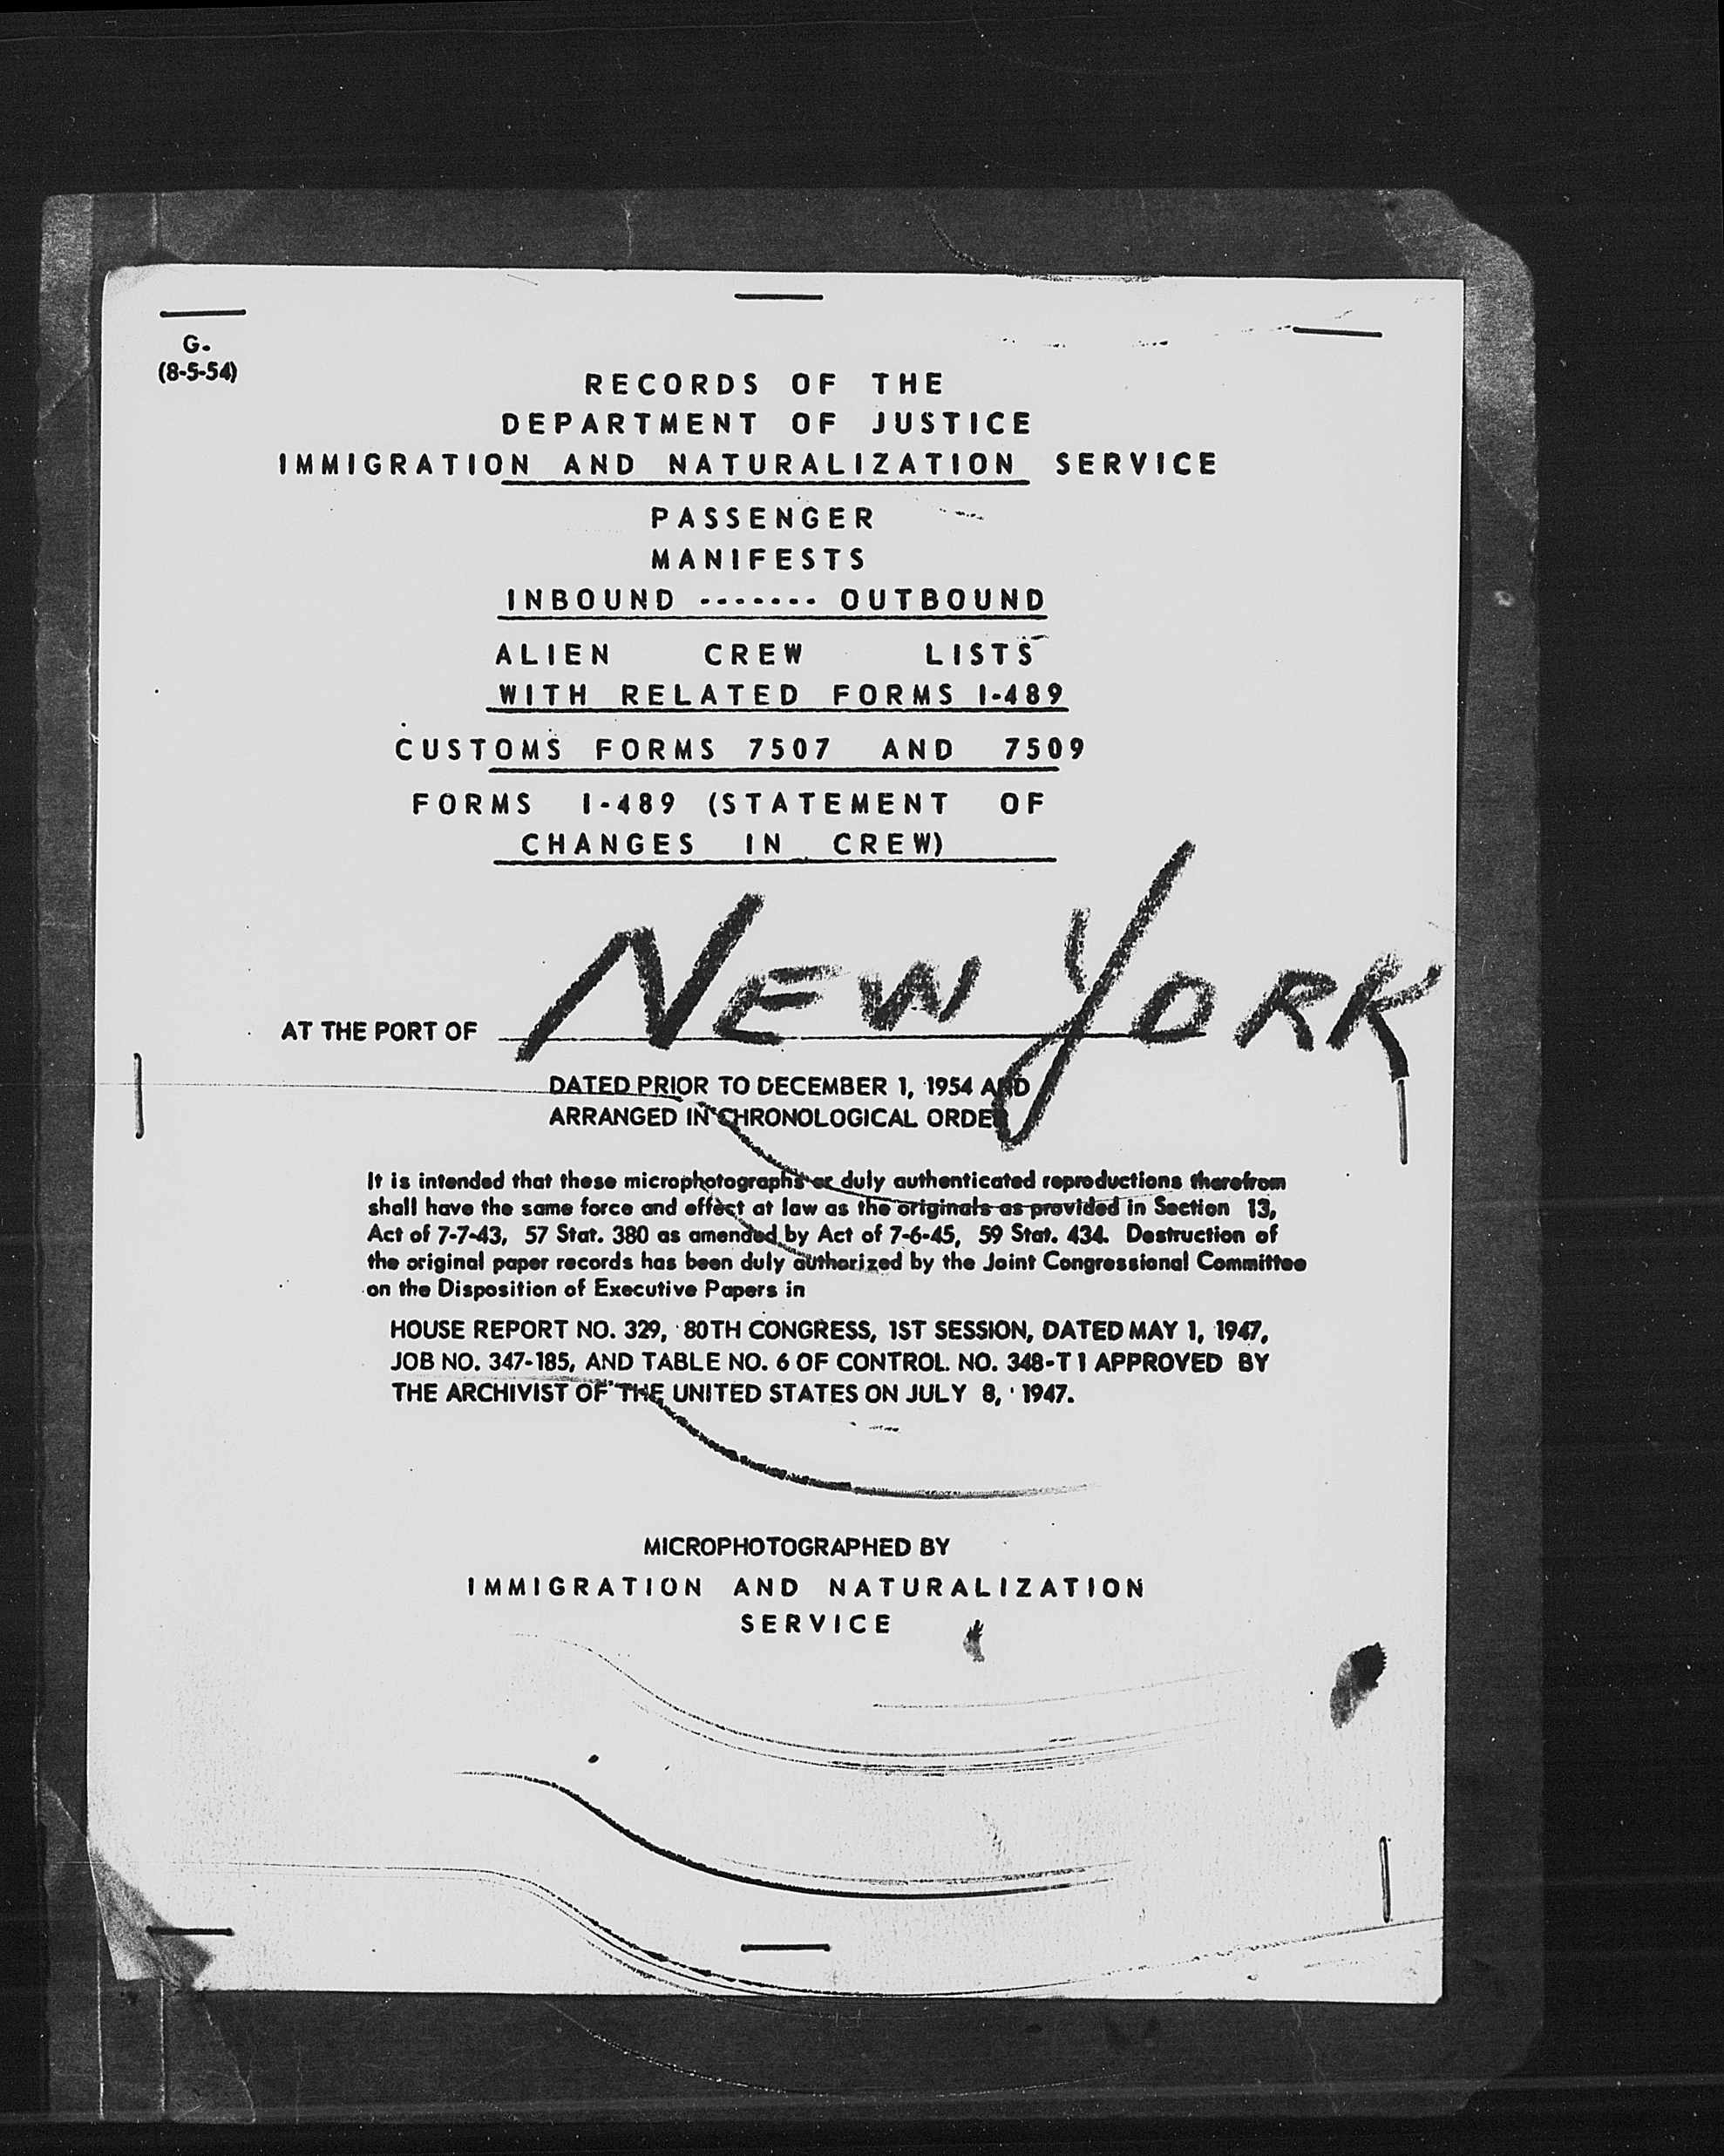 G.
(8-5-54)
RECORDS OF THE
DEPARTMENT OF JUSTICE
IMMIGRATION AND NATURALIZATION SERVICE
PASSENGER
MANIFESTS
INBOUND ------- OUTBOUND
ALIEN CREW LISTS
WITH RELATED FORMS I-489
CUSTOMS FORMS 7507 AND 7509
FORMS I-489 (STATEMENT OF
CHANGES IN CREW)
AT THE PORT OF NEW YORK
DATED PRIOR TO DECEMBER 1, 1954 AND
ARRANGED IN CHRONOLOGICAL ORDER
It is intended that these microphotographs or duly authenticated reproductions therefrom
shall have the same force and effect at law as the originals as provided in Section 13,
Act of 7-7-43, 57 Stat. 380 as amended by Act of 7-6-45, 59 Stat. 434. Destruction of
the original paper records has been duly authorized by the Joint Congressional Committee
on the Disposition of Executive Papers in
HOUSE REPORT NO. 329, 80TH CONGRESS, 1ST SESSION, DATED MAY 1, 1947,
JOB NO. 347-185, AND TABLE NO. 6 OF CONTROL NO. 348-T1 APPROVED BY
THE ARCHIVIST OF THE UNITED STATES ON JULY 8, 1947.
MICROPHOTOGRAPHED BY
IMMIGRATION AND NATURALIZATION
SERVICE